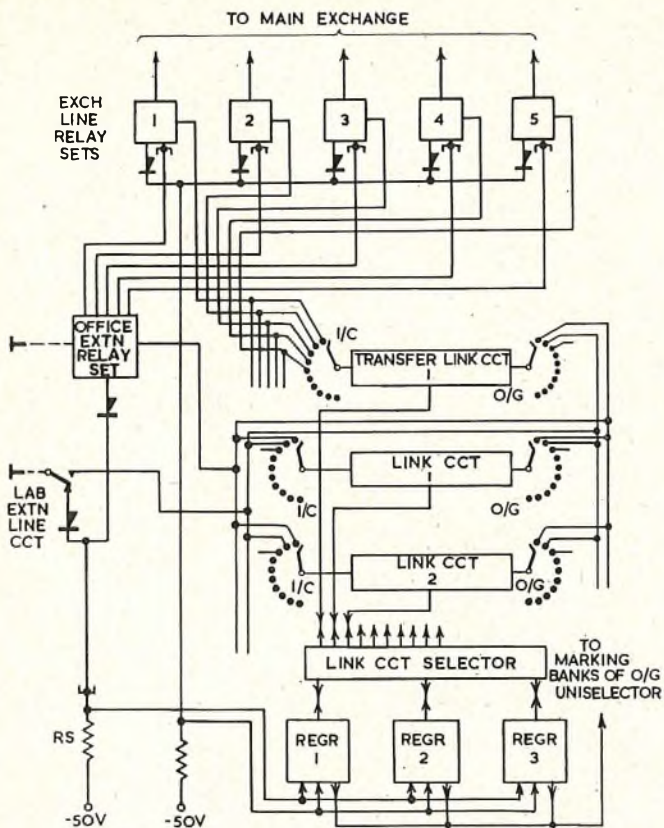 TO MAIN EXCHANGE
EXCH
LINE
RELAY
SETS
1
2
3
4
5
OFFICE
EXTN
RELAY
SET
I/C
TRANSFER LINK CCT
1
O/G
LAB
EXTN
LINE
CCT
I/C
LINK CCT
1
O/G
I/C
LINK CCT
2
O/G
LINK CCT SELECTOR
TO
MARKING
BANKS OF O/G
UNISELECTOR
RS
REGR
1
REGR
2
REGR
3
-50V
-50V